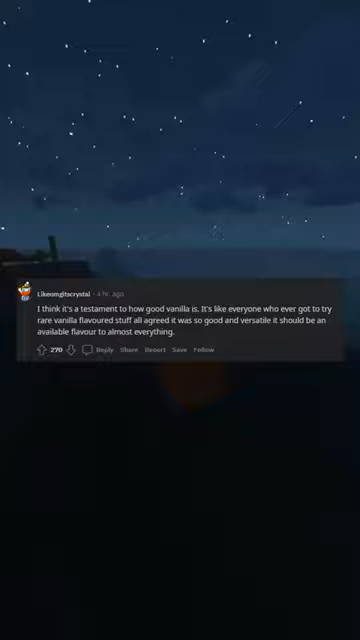 Likeomgitscrystal · 4 hr. ago
I think it's a testament to how good vanilla is. It's like everyone who ever got to try
rare vanilla flavoured stuff all agreed it was so good and versatile it should be an
available flavour to almost everything.
270 Reply Share Report Save Follow